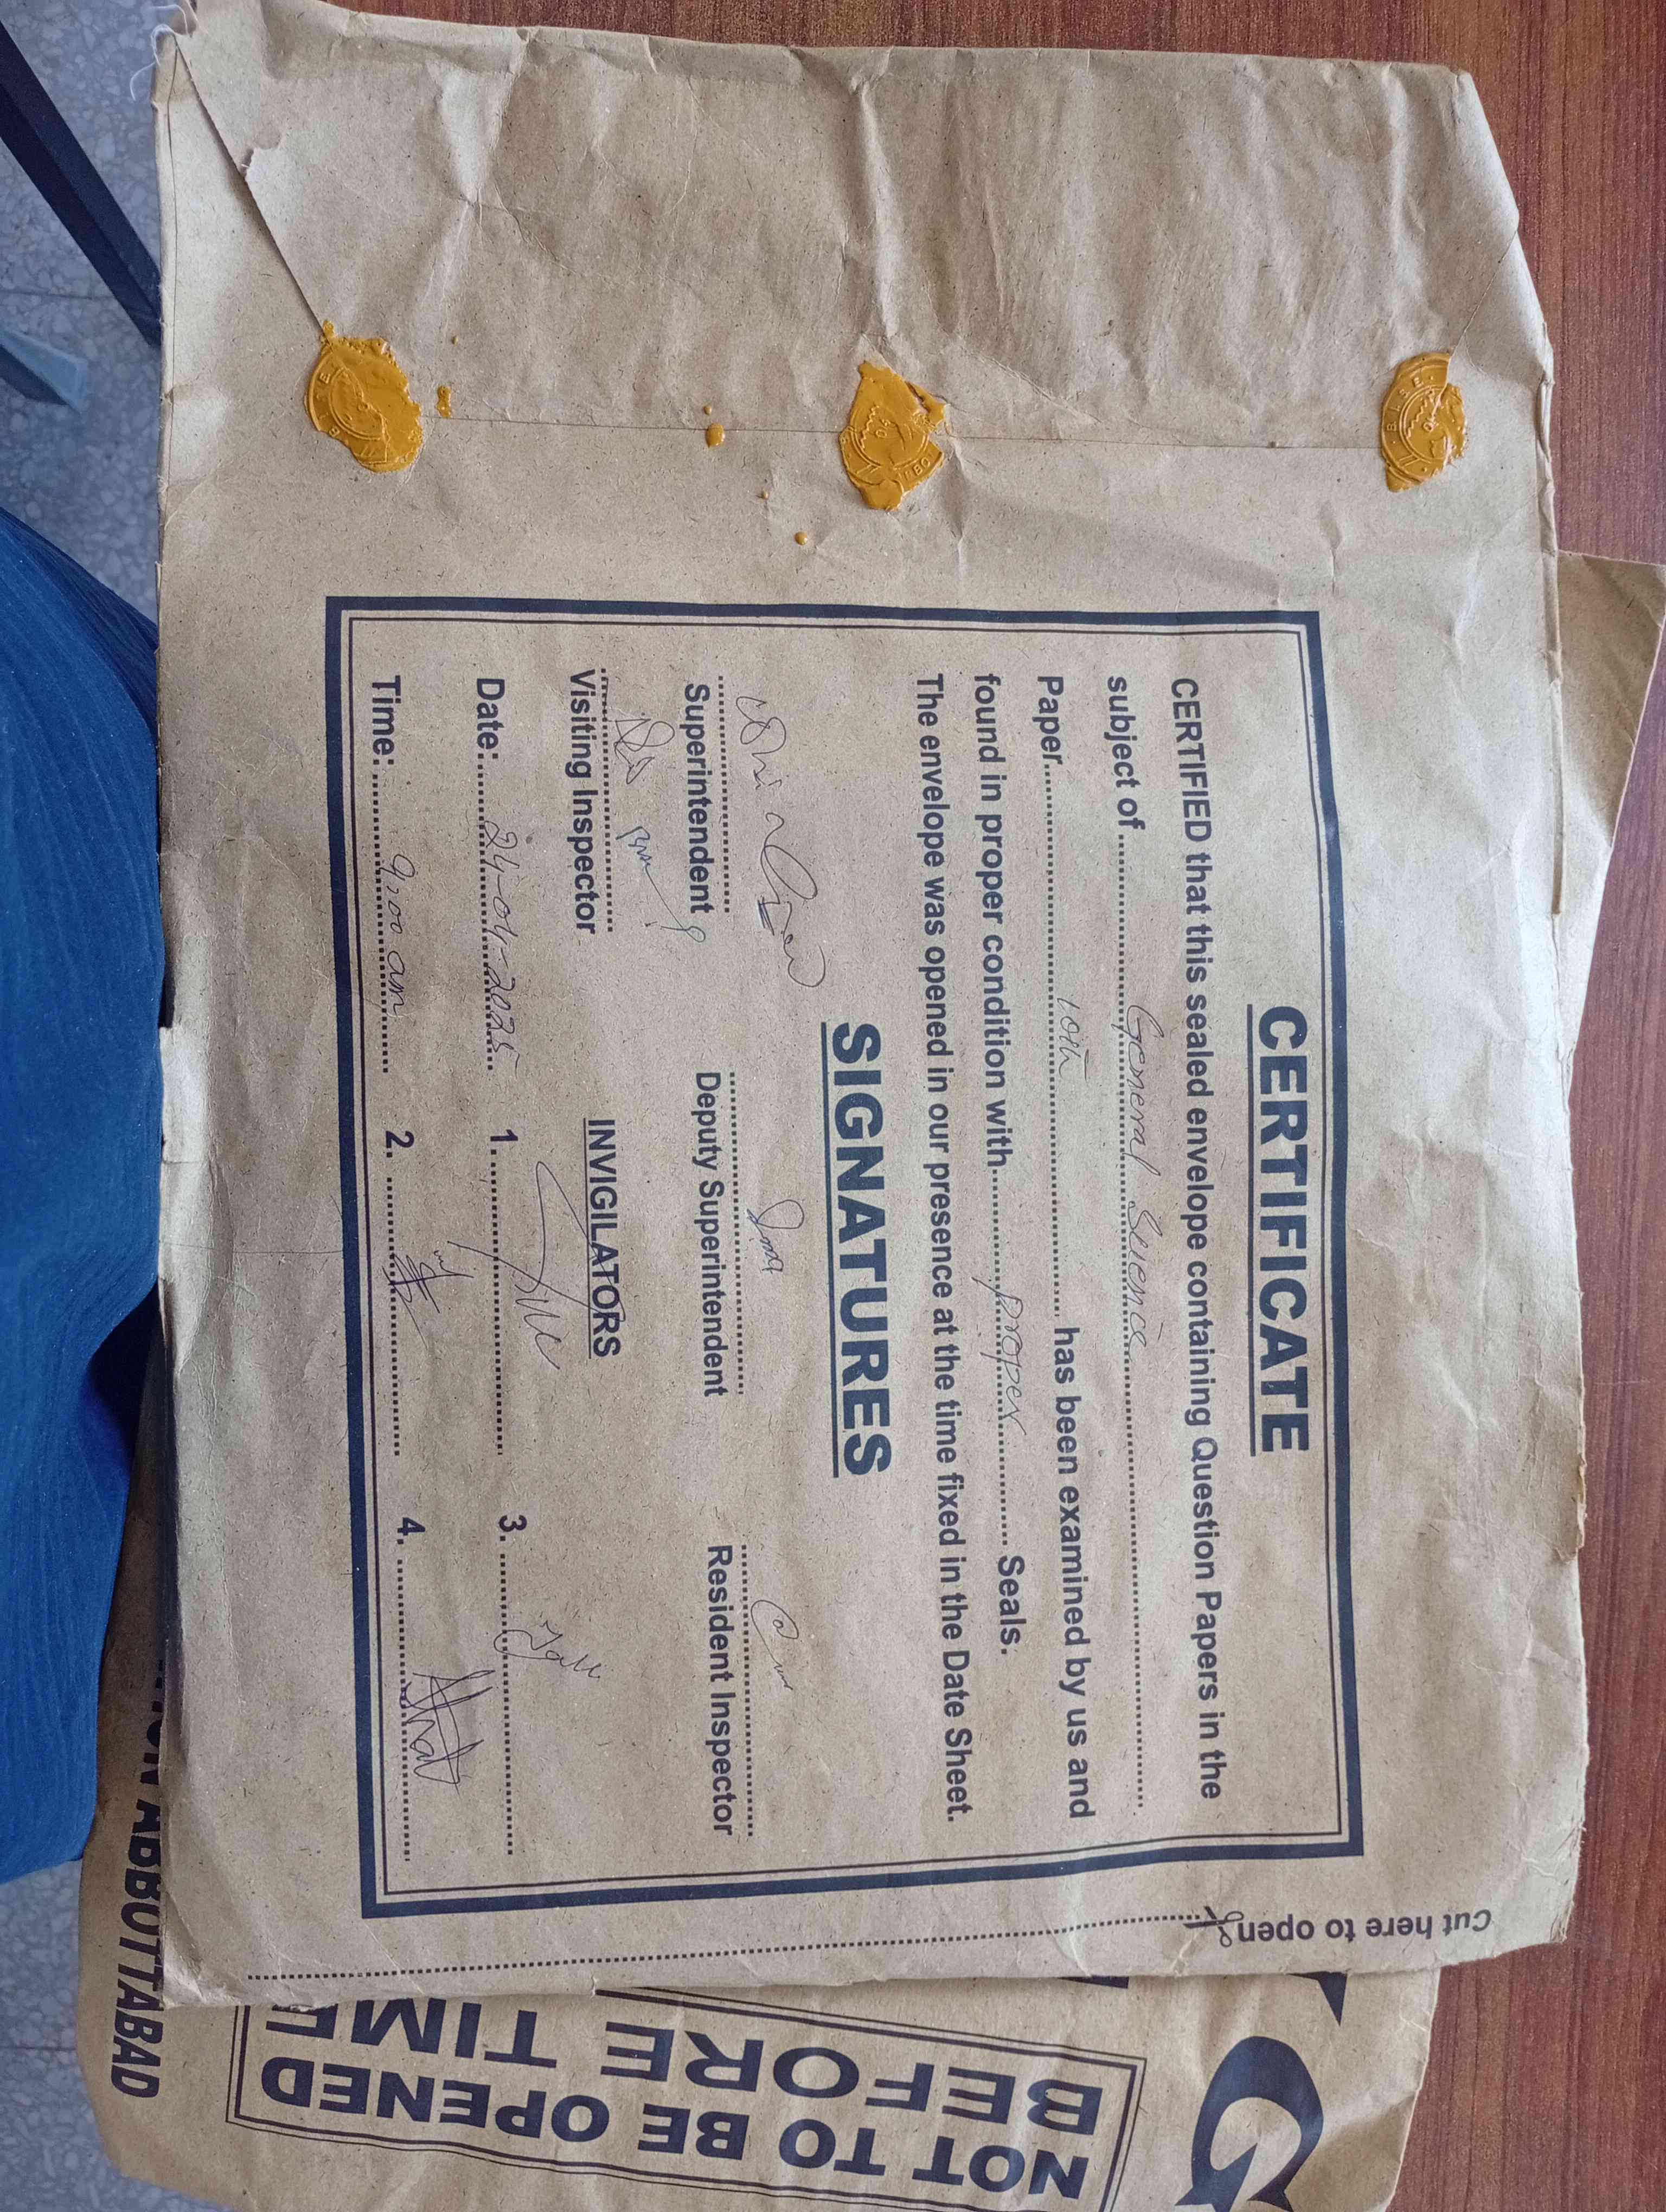 CERTIFICATE
CERTIFIED that this sealed envelope containing Question Papers in the
subject of General Science
Paper 10th has been examined by us and
found in proper condition with proper Seals.
The envelope was opened in our presence at the time fixed in the Date Sheet.
SIGNATURES
Superintendent
Deputy Superintendent
Resident Inspector
Visiting Inspector
INVIGILATORS
Date: 24-04-2025
1.
3.
Time: 9:00 am
2.
4.
Cut here to open
NOT TO BE OPENED
BEFORE TIME
ABBOTTABAD
B I S E